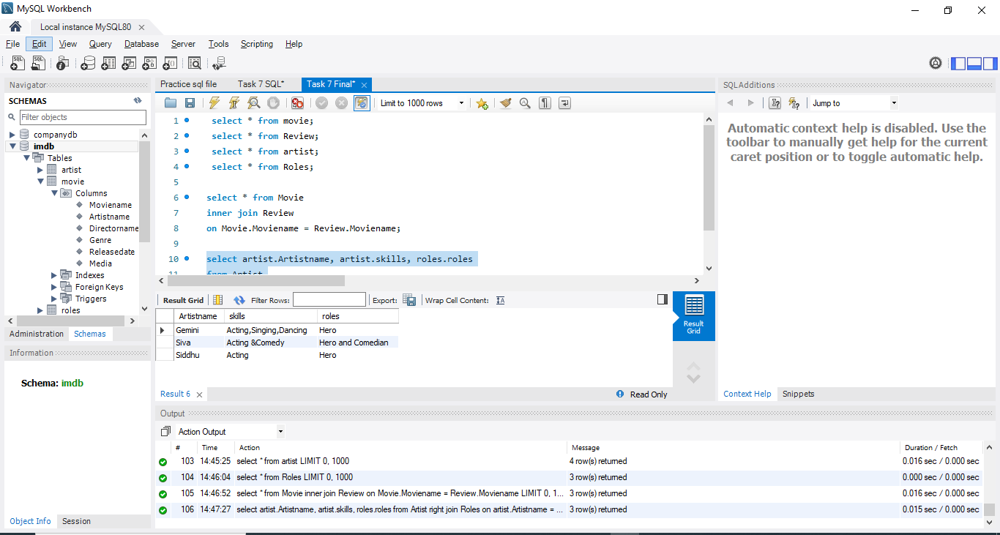 MySQL Workbench
Local instance MySQL80
File Edit View Query Database Server Tools Scripting Help
Navigator
SCHEMAS
Filter objects
companydb
imdb
Tables
artist
movie
Columns
Moviename
Artistname
Directorname
Genre
Releasedate
Media
Indexes
Foreign Keys
Triggers
roles
Administration Schemas
Information
Schema: imdb
Object Info Session
Practice sql file Task 7 SQL* Task 7 Final*
Limit to 1000 rows
1 select * from movie;
2 select * from Review;
3 select * from artist;
4 select * from Roles;
5
6 select * from Movie
7 inner join Review
8 on Movie.Moviename = Review.Moviename;
9
10 select artist.Artistname, artist.skills, roles.roles
11 from Artist
Result Grid Filter Rows: Export: Wrap Cell Content:
Artistname skills roles
Gemini Acting,Singing,Dancing Hero
Siva Acting &Comedy Hero and Comedian
Siddhu Acting Hero
Result Grid
Result 6 Read Only
SQLAdditions
Jump to
Automatic context help is disabled. Use the
toolbar to manually get help for the current
caret position or to toggle automatic help.
Context Help Snippets
Output
Action Output
# Time Action Message Duration / Fetch
103 14:45:25 select * from artist LIMIT 0, 1000 4 row(s) returned 0.016 sec / 0.000 sec
104 14:46:04 select * from Roles LIMIT 0, 1000 3 row(s) returned 0.000 sec / 0.000 sec
105 14:46:52 select * from Movie inner join Review on Movie.Moviename = Review.Moviename LIMIT 0, 1... 3 row(s) returned 0.016 sec / 0.000 sec
106 14:47:27 select artist.Artistname, artist.skills, roles.roles from Artist right join Roles on artist.Artistname = ... 3 row(s) returned 0.015 sec / 0.000 sec